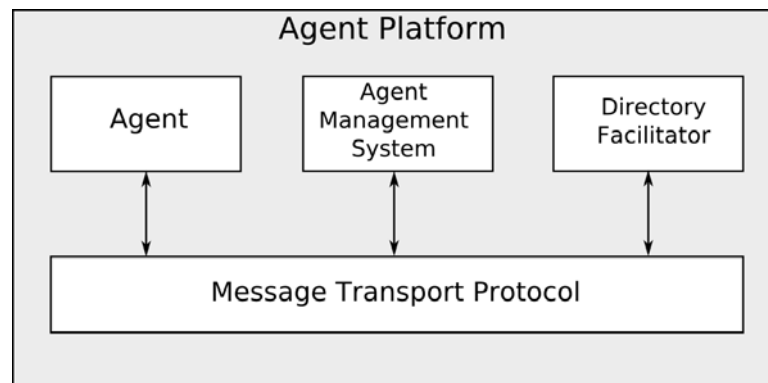 Agent Platform
Agent
Agent
Management
System
Directory
Facilitator
Message Transport Protocol